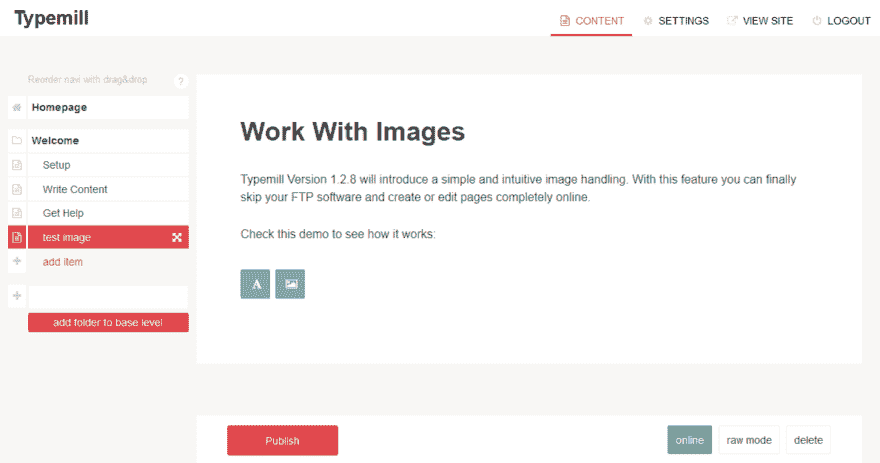 Typemill
CONTENT
SETTINGS
VIEW SITE
LOGOUT
Reorder navi with drag&drop
?
Homepage
Welcome
Setup
Write Content
Get Help
test image
add item
add folder to base level
Work With Images
Typemill Version 1.2.8 will introduce a simple and intuitive image handling. With this feature you can finally
skip your FTP software and create or edit pages completely online.
Check this demo to see how it works:
A
Publish
online
raw mode
delete